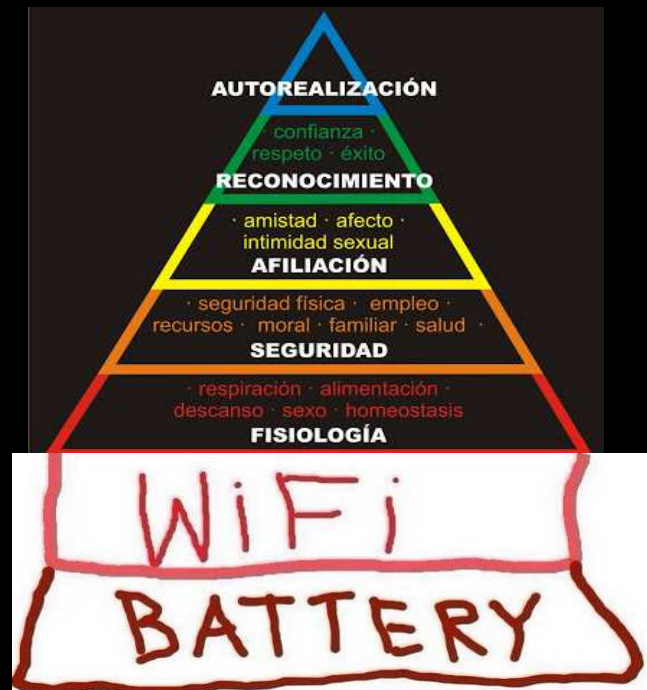 AUTOREALIZACIÓN
· confianza ·
respeto · éxito
RECONOCIMIENTO
· amistad · afecto ·
intimidad sexual
AFILIACIÓN
· seguridad física · empleo ·
recursos · moral · familiar · salud ·
SEGURIDAD
· respiración · alimentación ·
descanso · sexo · homeostasis
FISIOLOGÍA
WiFi
BATTERY